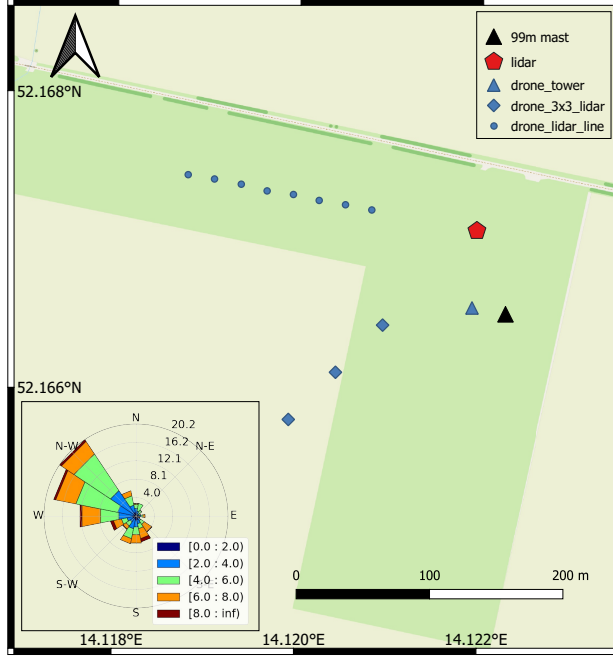 99m mast
lidar
drone_tower
drone_3x3_lidar
drone_lidar_line
52.168°N
52.166°N
N
20.2
16.2
12.1
8.1
4.0
N-W
N-E
W
E
S-W
S
[0.0 : 2.0)
[2.0 : 4.0)
[4.0 : 6.0)
[6.0 : 8.0)
[8.0 : inf)
0
100
200 m
14.118°E
14.120°E
14.122°E